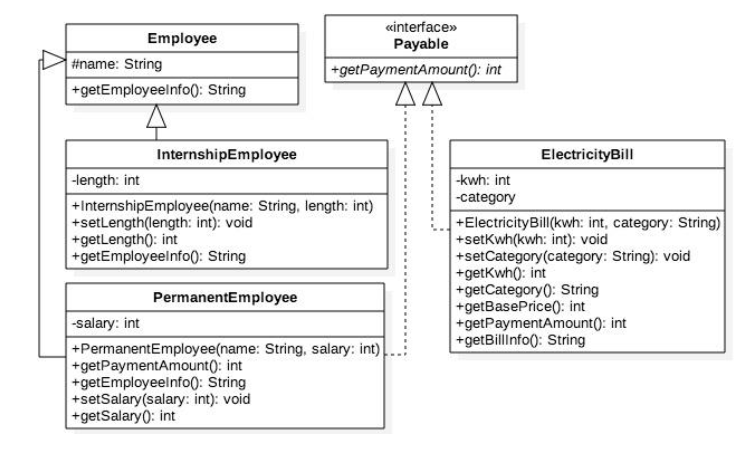 Employee
#name: String
+getEmployeeInfo(): String
«interface»
Payable
+getPaymentAmount(): int
InternshipEmployee
-length: int
+InternshipEmployee(name: String, length: int)
+setLength(length: int): void
+getLength(): int
+getEmployeeInfo(): String
ElectricityBill
-kwh: int
-category
+ElectricityBill(kwh: int, category: String)
+setKwh(kwh: int): void
+setCategory(category: String): void
+getKwh(): int
+getCategory(): String
+getBasePrice(): int
+getPaymentAmount(): int
+getBillInfo(): String
PermanentEmployee
-salary: int
+PermanentEmployee(name: String, salary: int)
+getPaymentAmount(): int
+getEmployeeInfo(): String
+setSalary(salary: int): void
+getSalary(): int